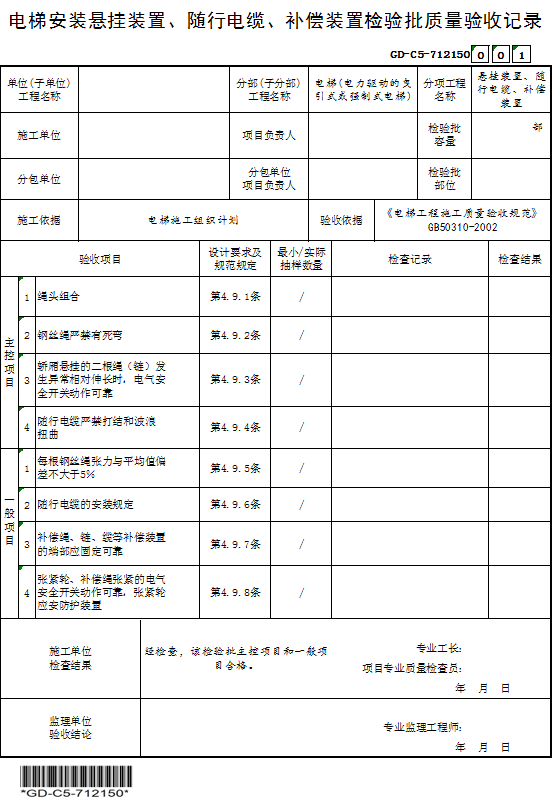 电梯安装悬挂装置、随行电缆、补偿装置检验批质量验收记录
GD-C5-712150 0 0 1
单位(子单位)
工程名称
分部(子分部)
工程名称
电梯(电力驱动的曳
引式或强制式电梯)
分项工程
名称
悬挂装置、随
行电缆、补偿
装置
施工单位
项目负责人
检验批
容量
部
分包单位
分包单位
项目负责人
检验批
部位
施工依据
电梯施工组织计划
验收依据
《电梯工程施工质量验收规范》
GB50310-2002
验收项目
设计要求及
规范规定
最小/实际
抽样数量
检查记录
检查结果
主控项目
1 绳头组合 第4.9.1条 /
2 钢丝绳严禁有死弯 第4.9.2条 /
3 轿厢悬挂的二根绳（链）发
生异常相对伸长时，电气安
全开关动作可靠
第4.9.3条 /
4 随行电缆严禁打结和波浪
扭曲
第4.9.4条 /
一般项目
1 每根钢丝绳张力与平均值偏
差不大于5%
第4.9.5条 /
2 随行电缆的安装规定 第4.9.6条 /
3 补偿绳、链、缆等补偿装置
的端部应固定可靠
第4.9.7条 /
4 张紧轮、补偿绳张紧的电气
安全开关动作可靠，张紧轮
应安防护装置
第4.9.8条 /
施工单位
检查结果
经检查，该检验批主控项目和一般项
目合格。
专业工长：
项目专业质量检查员：
年 月 日
监理单位
验收结论
专业监理工程师：
年 月 日
*GD-C5-712150*